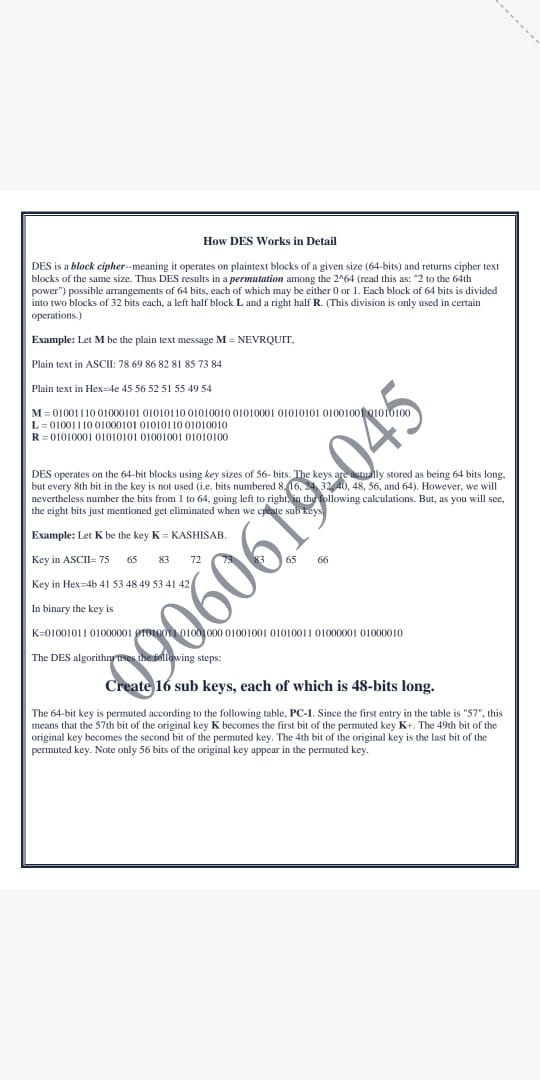 How DES Works in Detail
DES is a block cipher--meaning it operates on plaintext blocks of a given size (64-bits) and returns cipher text
blocks of the same size. Thus DES results in a permutation among the 2^64 (read this as: "2 to the 64th
power") possible arrangements of 64 bits, each of which may be either 0 or 1. Each block of 64 bits is divided
into two blocks of 32 bits each, a left half block L and a right half R. (This division is only used in certain
operations.)
Example: Let M be the plain text message M = NEVRQUIT,
Plain text in ASCII: 78 69 86 82 81 85 73 84
Plain text in Hex=4e 45 56 52 51 55 49 54
M = 01001110 01000101 01010110 01010010 01010001 01010101 01001001 01010100
L = 01001110 01000101 01010110 01010010
R = 01010001 01010101 01001001 01010100
DES operates on the 64-bit blocks using key sizes of 56- bits. The keys are actually stored as being 64 bits long,
but every 8th bit in the key is not used (i.e. bits numbered 8, 16, 24, 32, 40, 48, 56, and 64). However, we will
nevertheless number the bits from 1 to 64, going left to right, in the following calculations. But, as you will see,
the eight bits just mentioned get eliminated when we create sub keys.
Example: Let K be the key K = KASHISAB.
Key in ASCII= 75 65 83 72 73 83 65 66
Key in Hex=4b 41 53 48 49 53 41 42
In binary the key is
K=01001011 01000001 01010011 01001000 01001001 01010011 01000001 01000010
The DES algorithm uses the following steps:
Create 16 sub keys, each of which is 48-bits long.
The 64-bit key is permuted according to the following table, PC-1. Since the first entry in the table is "57", this
means that the 57th bit of the original key K becomes the first bit of the permuted key K+. The 49th bit of the
original key becomes the second bit of the permuted key. The 4th bit of the original key is the last bit of the
permuted key. Note only 56 bits of the original key appear in the permuted key.
09060619-045